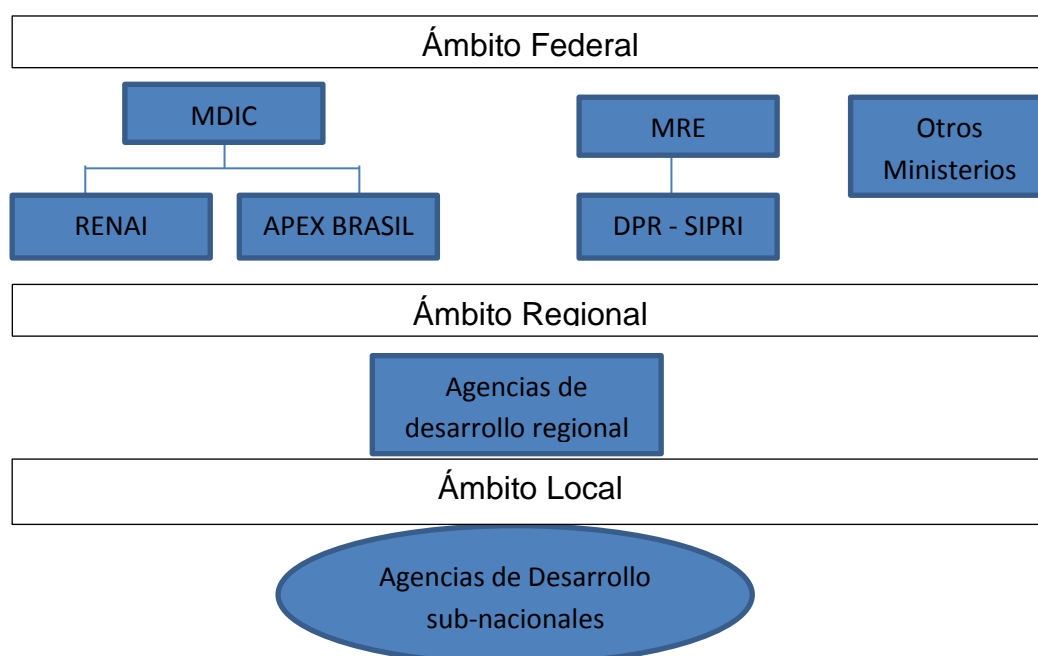 Ámbito Federal
MDIC
MRE
Otros
Ministerios
RENAI
APEX BRASIL
DPR - SIPRI
Ámbito Regional
Agencias de
desarrollo regional
Ámbito Local
Agencias de Desarrollo
sub-nacionales